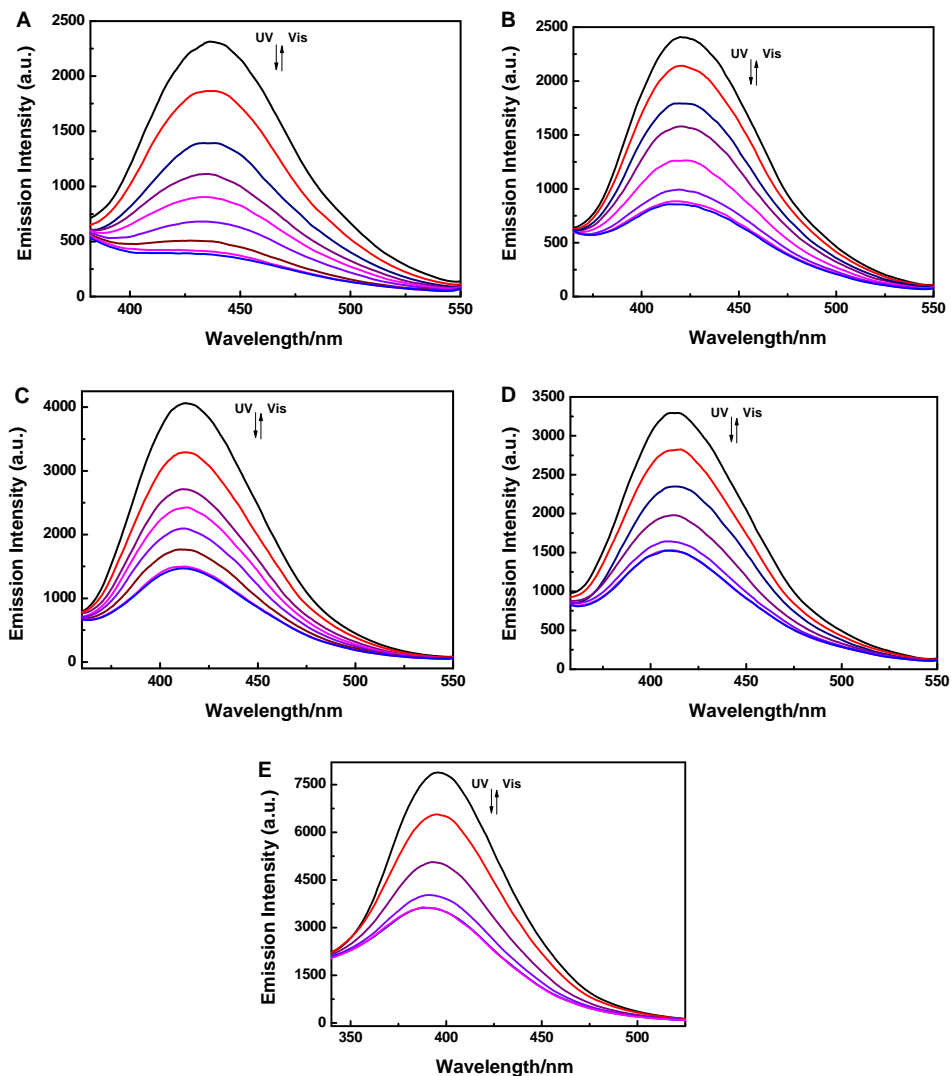 A
UV Vis
Emission Intensity (a.u.)
2500
2000
1500
1000
500
0
400 450 500 550
Wavelength/nm
B
UV Vis
Emission Intensity (a.u.)
2500
2000
1500
1000
500
0
400 450 500 550
Wavelength/nm
C
UV Vis
Emission Intensity (a.u.)
4000
3000
2000
1000
0
400 450 500 550
Wavelength/nm
D
UV Vis
Emission Intensity (a.u.)
3500
3000
2500
2000
1500
1000
500
0
400 450 500 550
Wavelength/nm
E
UV Vis
Emission Intensity (a.u.)
7500
6000
4500
3000
1500
0
350 400 450 500
Wavelength/nm